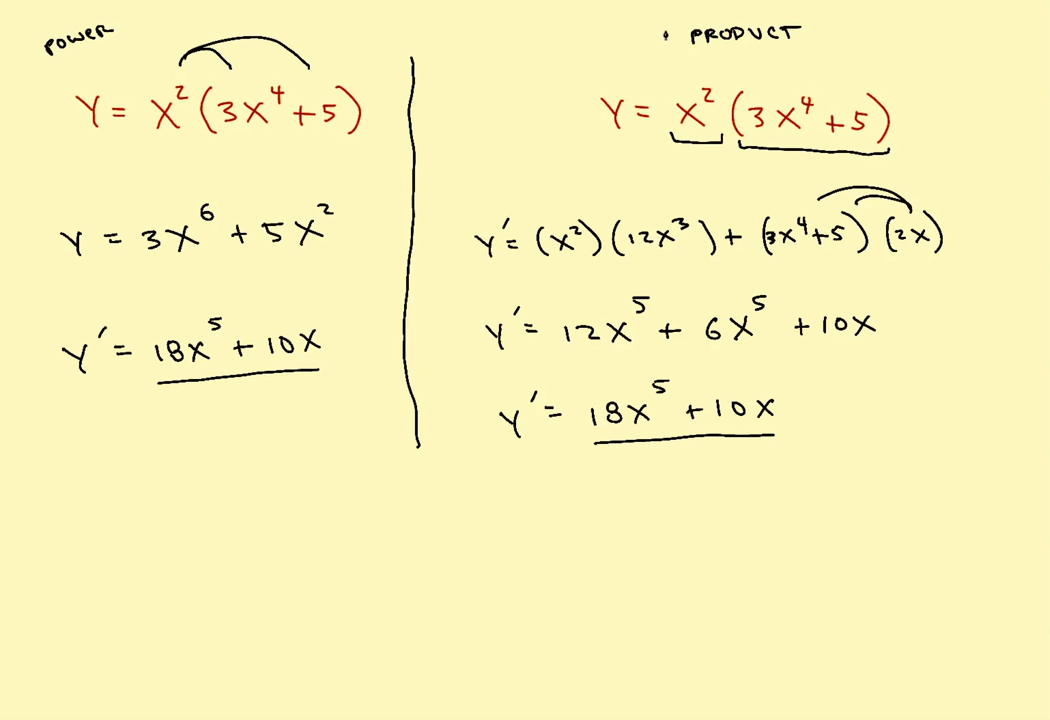 POWER
Y = X²(3X⁴+5)
Y = 3X⁶ + 5X²
Y' = 18X⁵ + 10X
PRODUCT
Y = X² (3X⁴ +5)
Y' = (X²)(12X³) + (3X⁴+5)(2X)
Y' = 12X⁵ + 6X⁵ +10X
Y' = 18X⁵ +10X